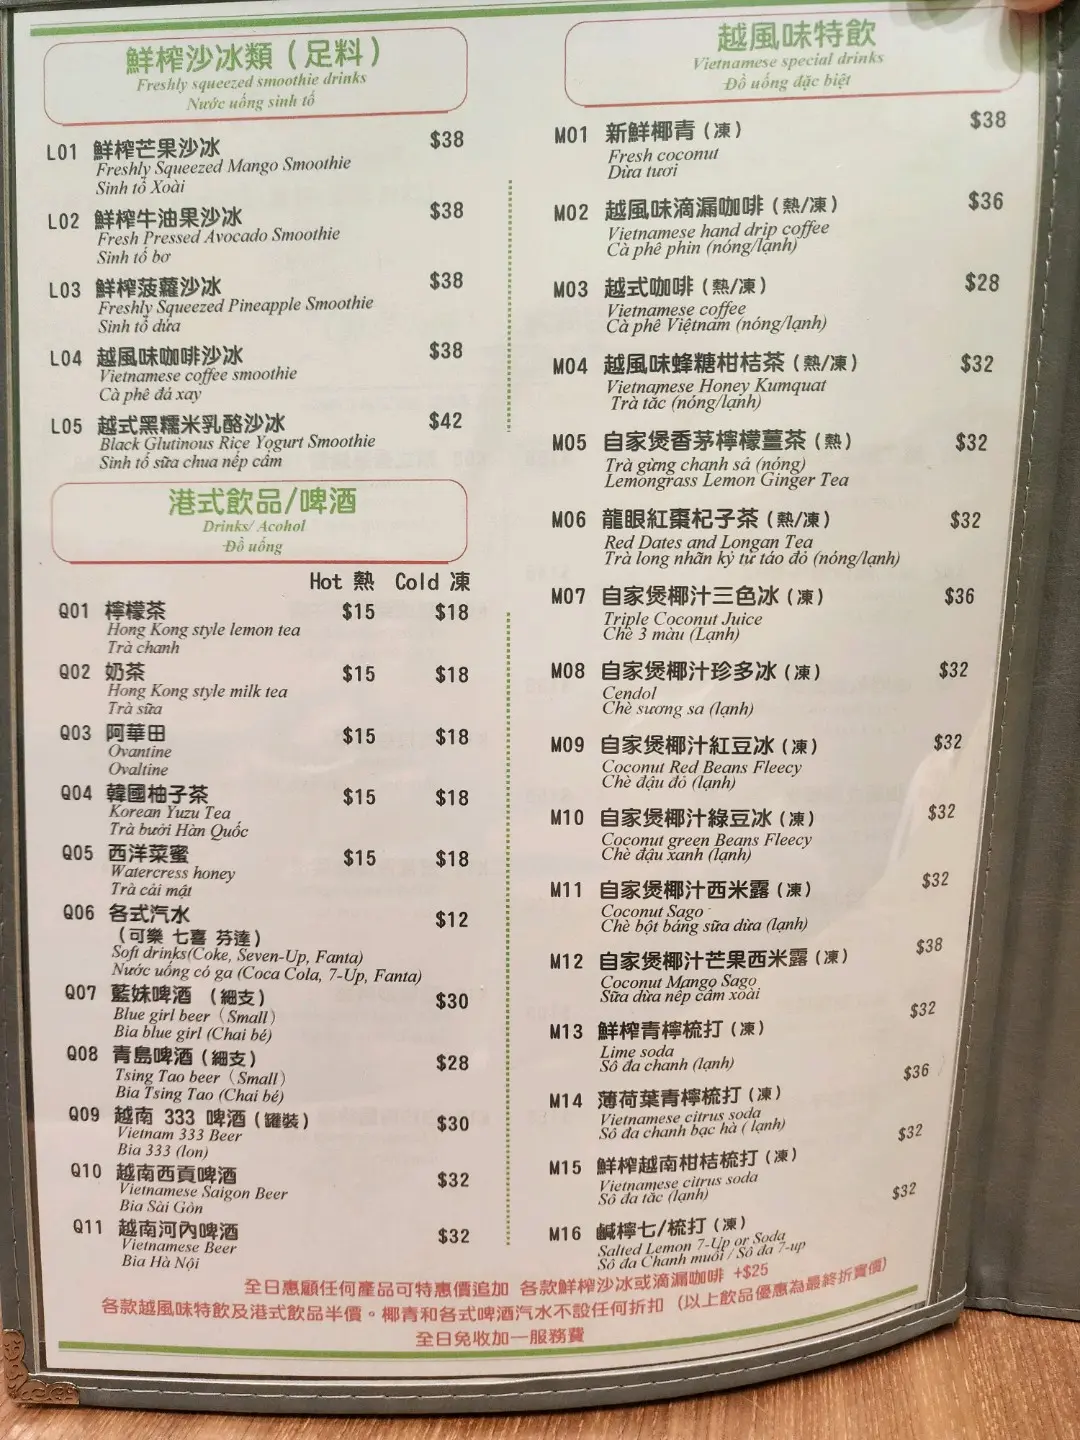 鮮榨沙冰類（足料）
Freshly squeezed smoothie drinks
Nước uống sinh tố
L01 鮮榨芒果沙冰 $38
Freshly Squeezed Mango Smoothie
Sinh tố Xoài
L02 鮮榨牛油果沙冰 $38
Fresh Pressed Avocado Smoothie
Sinh tố bơ
L03 鮮榨菠蘿沙冰 $38
Freshly Squeezed Pineapple Smoothie
Sinh tố dứa
L04 越風味咖啡沙冰 $38
Vietnamese coffee smoothie
Cà phê đá xay
L05 越式黑糯米乳酪沙冰 $42
Black Glutinous Rice Yogurt Smoothie
Sinh tố sữa chua nếp cẩm
港式飲品/啤酒
Drinks/ Acohol
Đồ uống
Hot 熱 Cold 凍
Q01 檸檬茶 $15 $18
Hong Kong style lemon tea
Trà chanh
Q02 奶茶 $15 $18
Hong Kong style milk tea
Trà sữa
Q03 阿華田 $15 $18
Ovantine
Ovaltine
Q04 韓國柚子茶 $15 $18
Korean Yuzu Tea
Trà bưởi Hàn Quốc
Q05 西洋菜蜜 $15 $18
Watercress honey
Trà cải mật
Q06 各式汽水 $12
（可樂 七喜 芬達）
Soft drinks(Coke, Seven-Up, Fanta)
Nước uống có ga (Coca Cola, 7-Up, Fanta)
Q07 藍妹啤酒 （細支） $30
Blue girl beer（Small）
Bia blue girl (Chai bé)
Q08 青島啤酒（細支） $28
Tsing Tao beer（Small）
Bia Tsing Tao (Chai bé)
Q09 越南 333 啤酒（罐裝） $30
Vietnam 333 Beer
Bia 333 (lon)
Q10 越南西貢啤酒 $32
Vietnamese Saigon Beer
Bia Sài Gòn
Q11 越南河內啤酒 $32
Vietnamese Beer
Bia Hà Nội
越風味特飲
Vietnamese special drinks
Đồ uống đặc biệt
M01 新鮮椰青（凍） $38
Fresh coconut
Dừa tươi
M02 越風味滴漏咖啡（熱/凍） $36
Vietnamese hand drip coffee
Cà phê phin (nóng/lạnh)
M03 越式咖啡（熱/凍） $28
Vietnamese coffee
Cà phê Việtnam (nóng/lạnh)
M04 越風味蜂糖柑桔茶（熱/凍） $32
Vietnamese Honey Kumquat
Trà tắc (nóng/lạnh)
M05 自家煲香茅檸檬薑茶（熱） $32
Trà gừng chanh sả (nóng)
Lemongrass Lemon Ginger Tea
M06 龍眼紅棗杞子茶（熱/凍） $32
Red Dates and Longan Tea
Trà long nhãn kỷ tử táo đỏ (nóng/lạnh)
M07 自家煲椰汁三色冰（凍） $36
Triple Coconut Juice
Chè 3 màu (Lạnh)
M08 自家煲椰汁珍多冰（凍） $32
Cendol
Chè sương sa (lạnh)
M09 自家煲椰汁紅豆冰（凍） $32
Coconut Red Beans Fleecy
Chè đậu đỏ (lạnh)
M10 自家煲椰汁綠豆冰（凍） $32
Coconut green Beans Fleecy
Chè đậu xanh (lạnh)
M11 自家煲椰汁西米露（凍） $32
Coconut Sago
Chè bột báng sữa dừa (lạnh)
M12 自家煲椰汁芒果西米露（凍） $38
Coconut Mango Sago
Sữa dừa nếp cẩm xoài
M13 鮮榨青檸梳打（凍） $32
Lime soda
Sô đa chanh (lạnh)
M14 薄荷葉青檸梳打（凍） $36
Vietnamese citrus soda
Sô đa chanh bạc hà ( lạnh)
M15 鮮榨越南柑桔梳打（凍） $32
Vietnamese citrus soda
Sô đa tắc (lạnh)
M16 鹹檸七/梳打（凍） $32
Salted Lemon 7-Up or Soda
Sô đa Chanh muối / Sô đa 7-up
全日惠顧任何產品可特惠價追加 各款鮮榨沙冰或滴漏咖啡 +$25
各款越風味特飲及港式飲品半價。椰青和各式啤酒汽水不設任何折扣 （以上飲品優惠為最終折實價）
全日免收加一服務費